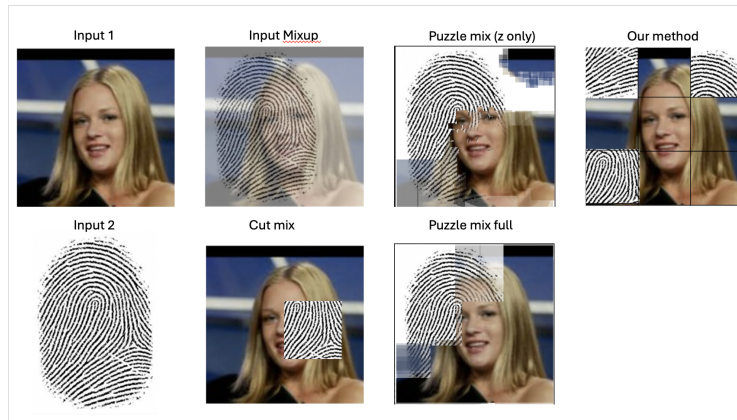 Input 1
Input Mixup
Puzzle mix (z only)
Our method
Input 2
Cut mix
Puzzle mix full